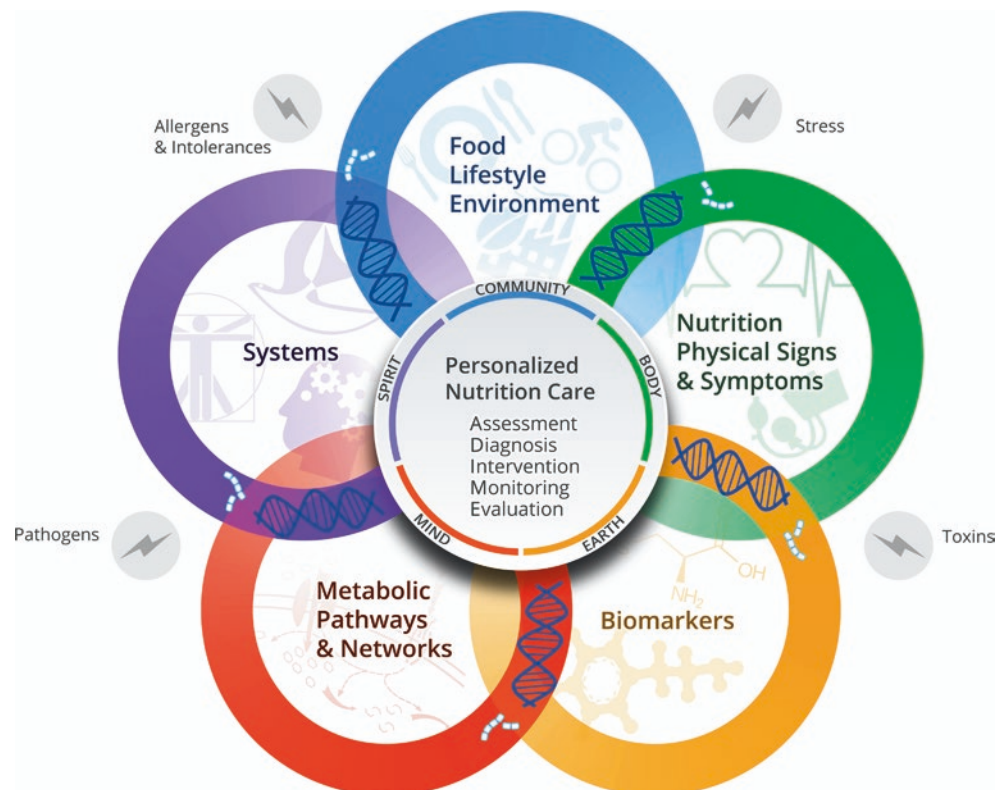 Allergens
& Intolerances
Stress
Food
Lifestyle
Environment
Systems
Nutrition
Physical Signs
& Symptoms
COMMUNITY
SPIRIT
BODY
Personalized
Nutrition Care
Assessment
Diagnosis
Intervention
Monitoring
Evaluation
MIND
EARTH
Pathogens
Toxins
Metabolic
Pathways
& Networks
Biomarkers
OH
NH₂
O